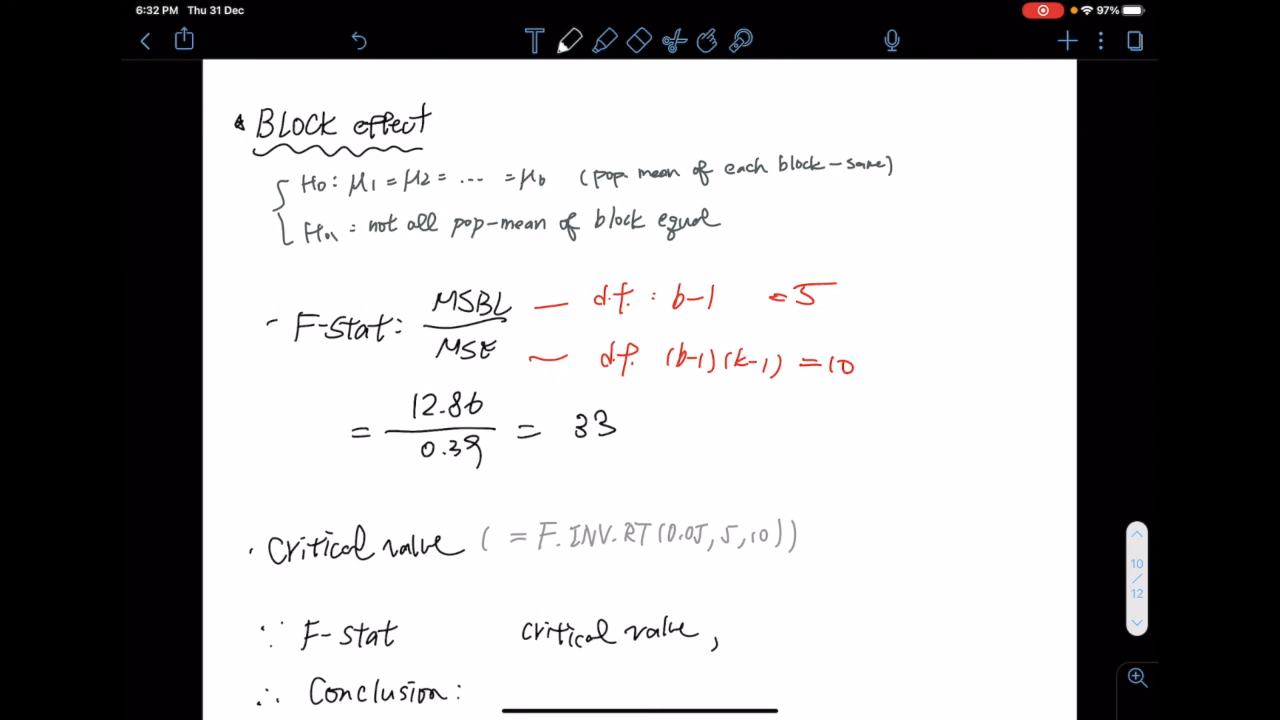 6:32 PM Thu 31 Dec 97%
T
Block effect
H0: μ1 = μ2 = ... = μb (pop. mean of each block-same)
Ha: not all pop-mean of block equal
- F-stat: MSBL — d.f. : b-1 = 5
MSE — d.f. (b-1)(k-1) = 10
= 12.86 = 33
0.39
· Critical value ( = F.INV.RT(0.05, 5, 10))
∵ F-stat critical value,
∴ Conclusion:
10
/
12